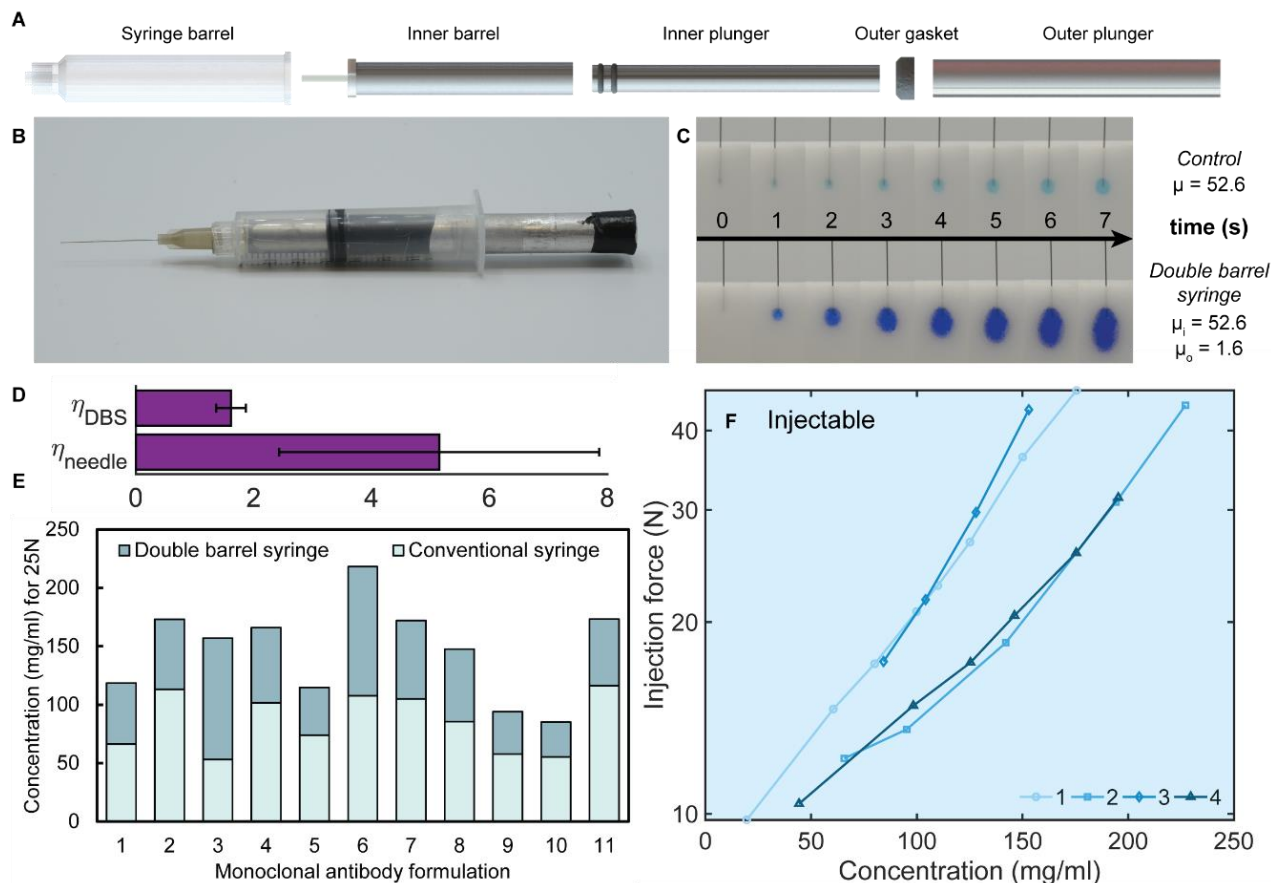 A
Syringe barrel
Inner barrel
Inner plunger
Outer gasket
Outer plunger
B
C
Control
μ = 52.6
0 1 2 3 4 5 6 7
time (s)
Double barrel
syringe
μi = 52.6
μo = 1.6
D
ηDBS
ηneedle
0 2 4 6 8
E
Concentration (mg/ml) for 25N
250
200
150
100
50
0
Double barrel syringe
Conventional syringe
1 2 3 4 5 6 7 8 9 10 11
Monoclonal antibody formulation
F Injectable
Injection force (N)
40
30
20
10
1 2 3 4
0 50 100 150 200 250
Concentration (mg/ml)